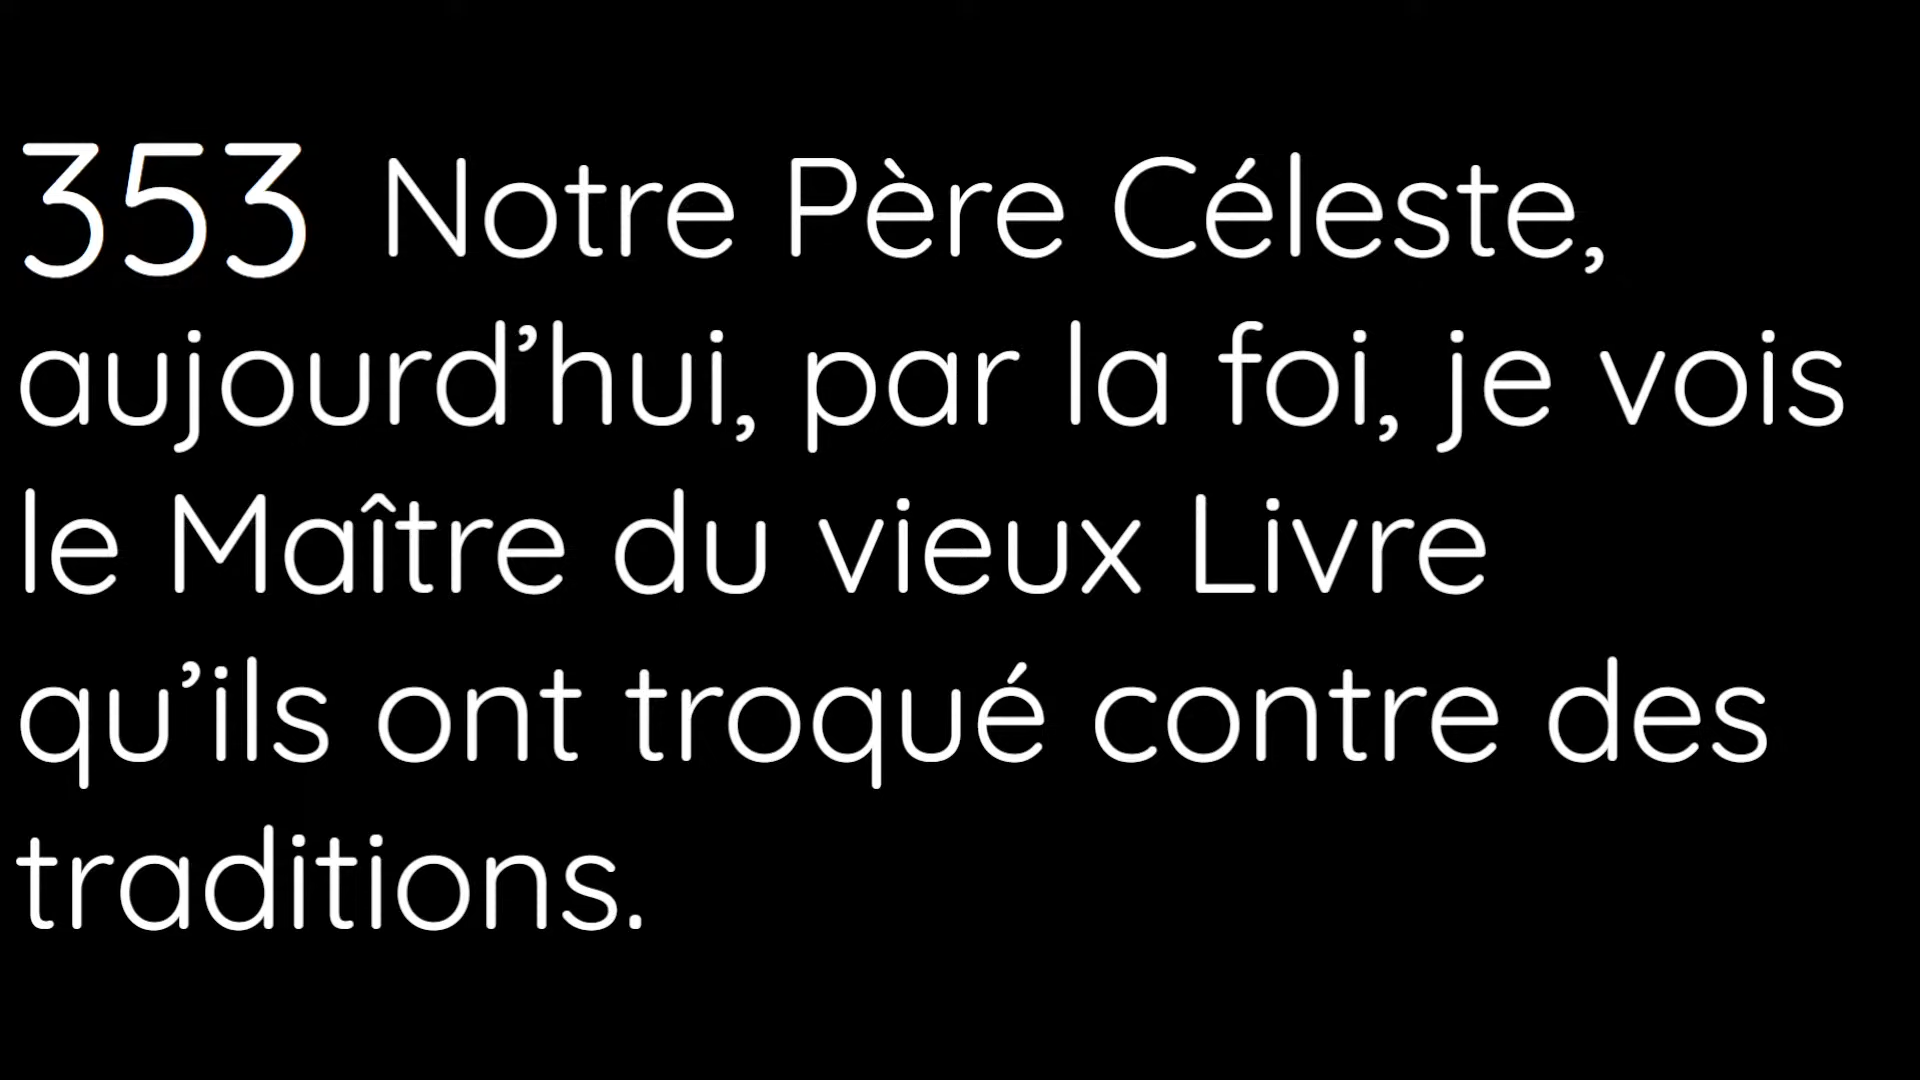 353 Notre Père Céleste,
aujourd’hui, par la foi, je vois
le Maître du vieux Livre
qu’ils ont troqué contre des
traditions.